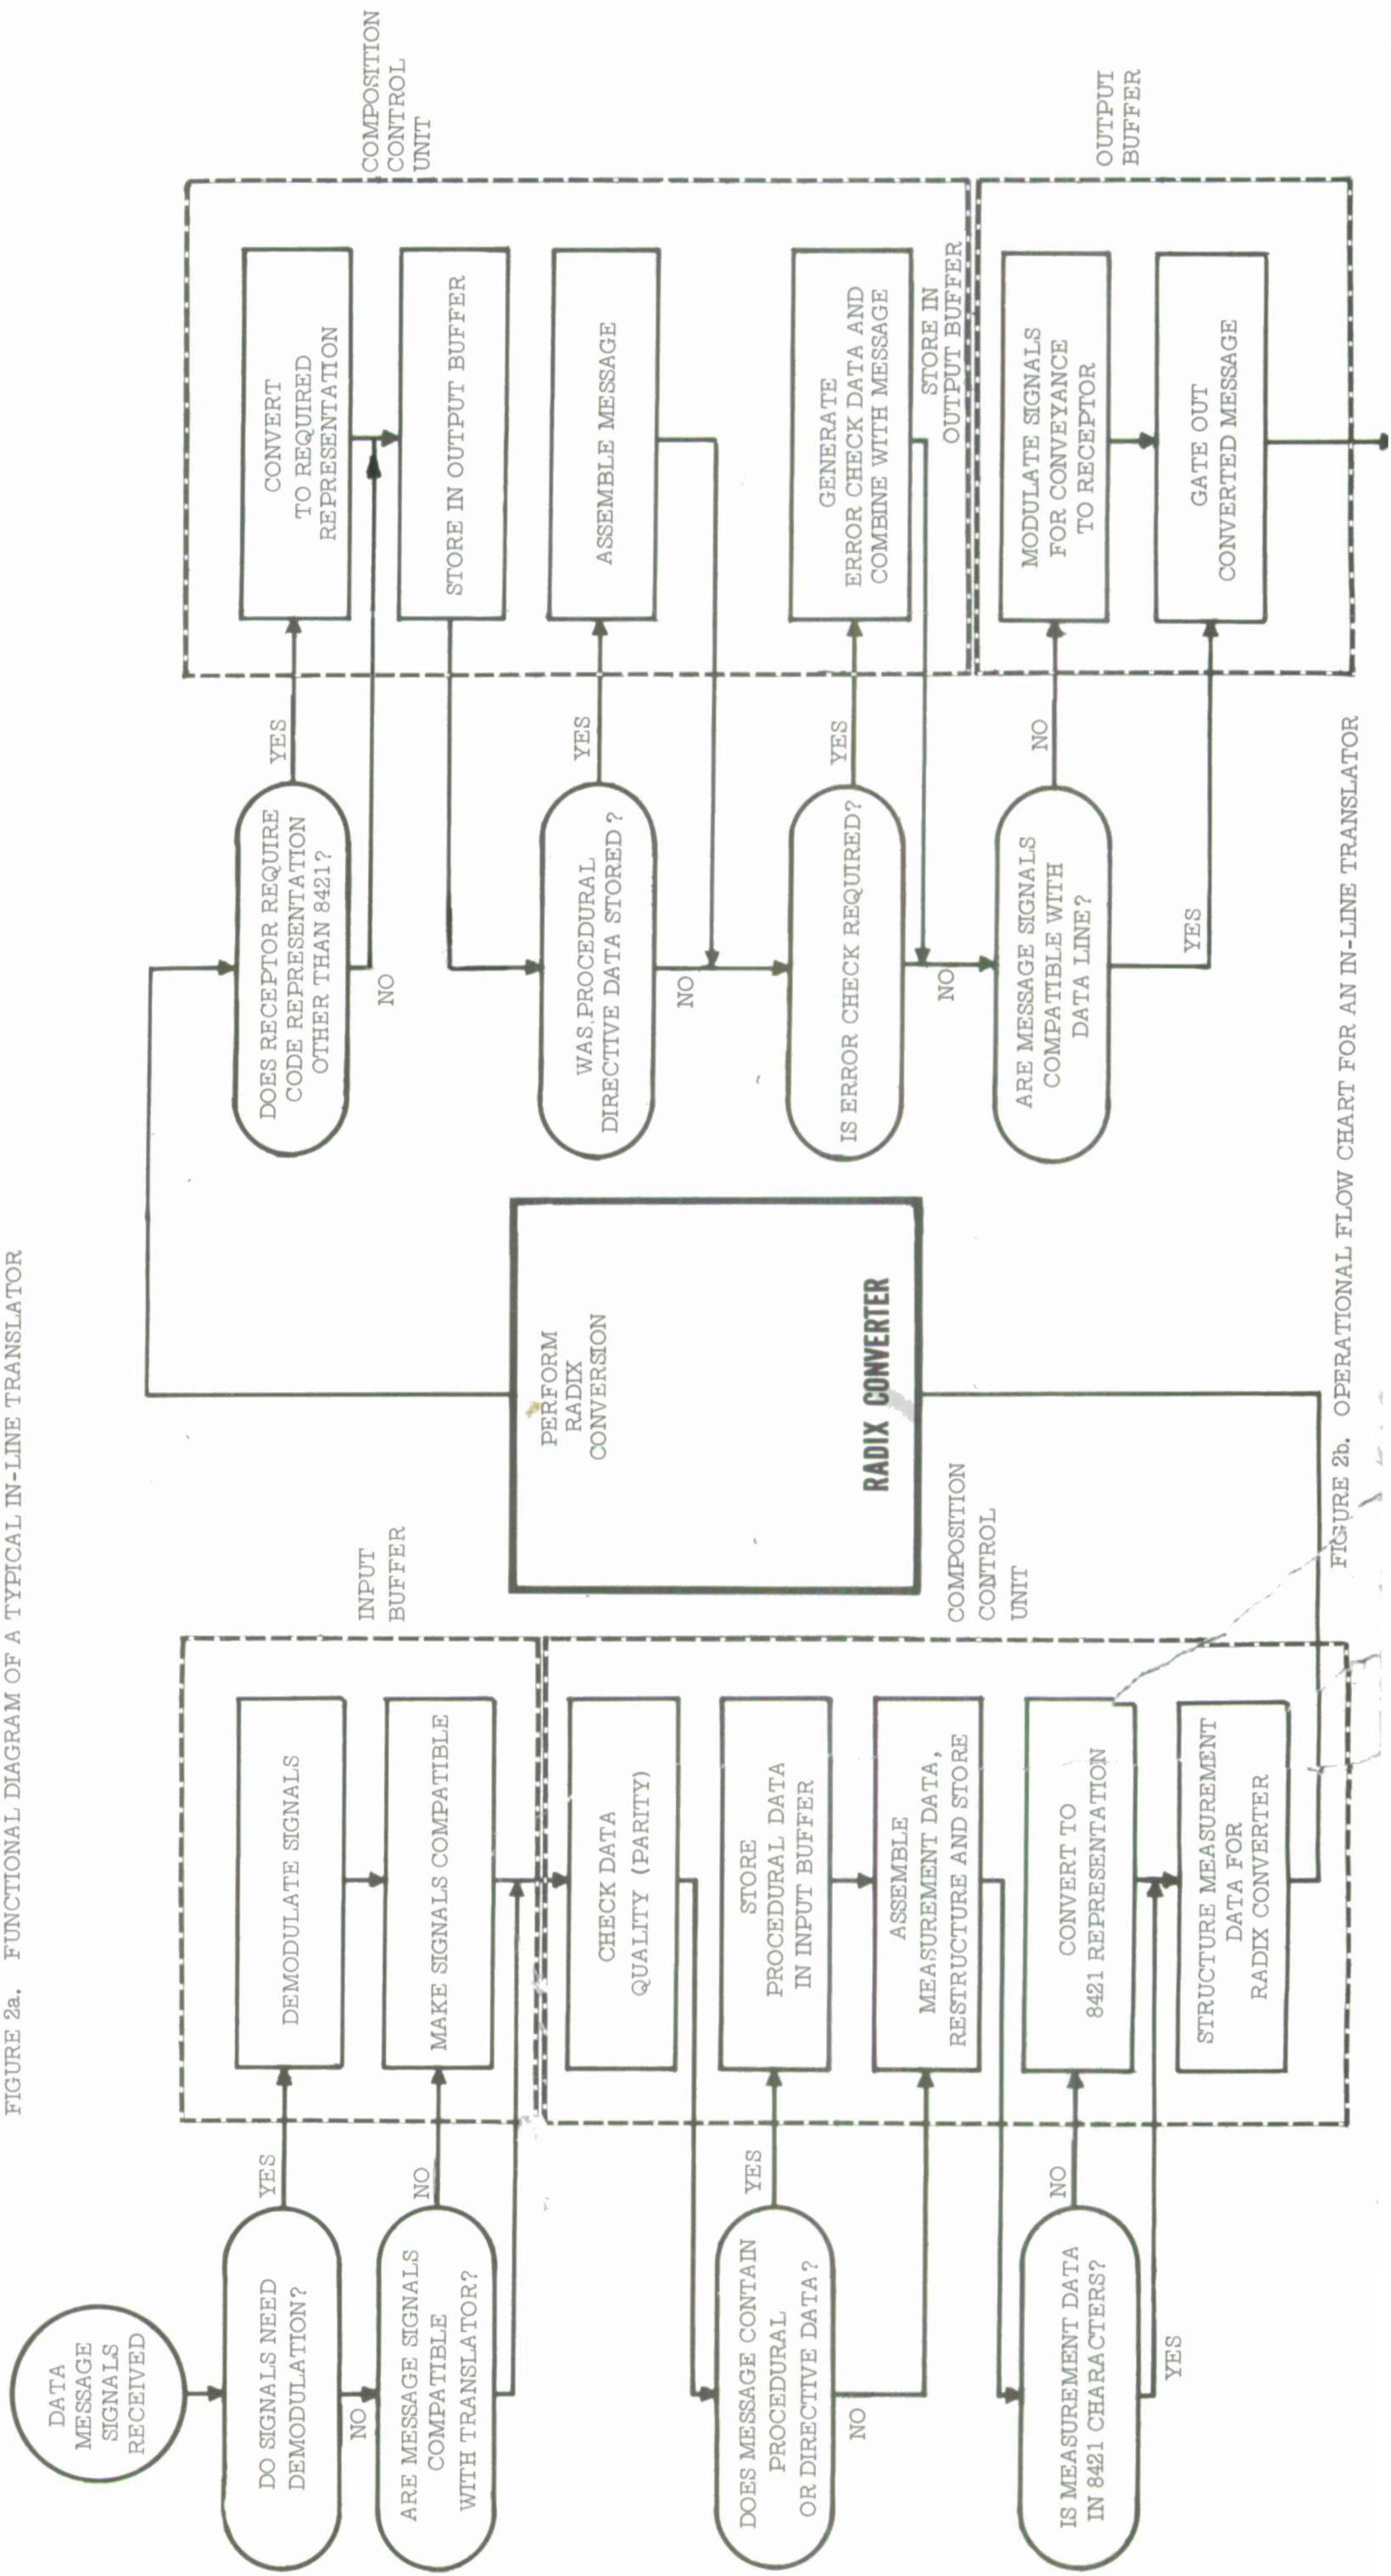 FIGURE 2a. FUNCTIONAL DIAGRAM OF A TYPICAL IN-LINE TRANSLATOR
DATA
MESSAGE
SIGNALS
RECEIVED
DO SIGNALS NEED
DEMODULATION?
YES
NO
DEMODULATE SIGNALS
INPUT
BUFFER
ARE MESSAGE SIGNALS
COMPATIBLE
WITH TRANSLATOR?
NO
MAKE SIGNALS COMPATIBLE
CHECK DATA
QUALITY (PARITY)
DOES MESSAGE CONTAIN
PROCEDURAL
OR DIRECTIVE DATA?
YES
NO
STORE
PROCEDURAL DATA
IN INPUT BUFFER
ASSEMBLE
MEASUREMENT DATA,
RESTRUCTURE AND STORE
COMPOSITION
CONTROL
UNIT
IS MEASUREMENT DATA
IN 8421 CHARACTERS?
NO
YES
CONVERT TO
8421 REPRESENTATION
STRUCTURE MEASUREMENT
DATA FOR
RADIX CONVERTER
PERFORM
RADIX
CONVERSION
RADIX CONVERTER
DOES RECEPTOR REQUIRE
CODE REPRESENTATION
OTHER THAN 8421?
YES
NO
CONVERT
TO REQUIRED
REPRESENTATION
COMPOSITION
CONTROL
UNIT
STORE IN OUTPUT BUFFER
WAS PROCEDURAL
DIRECTIVE DATA STORED?
YES
NO
ASSEMBLE MESSAGE
IS ERROR CHECK REQUIRED?
YES
NO
GENERATE
ERROR CHECK DATA AND
COMBINE WITH MESSAGE
STORE IN
OUTPUT BUFFER
ARE MESSAGE SIGNALS
COMPATIBLE WITH
DATA LINE?
NO
YES
MODULATE SIGNALS
FOR CONVEYANCE
TO RECEPTOR
GATE OUT
CONVERTED MESSAGE
OUTPUT
BUFFER
FIGURE 2b. OPERATIONAL FLOW CHART FOR AN IN-LINE TRANSLATOR